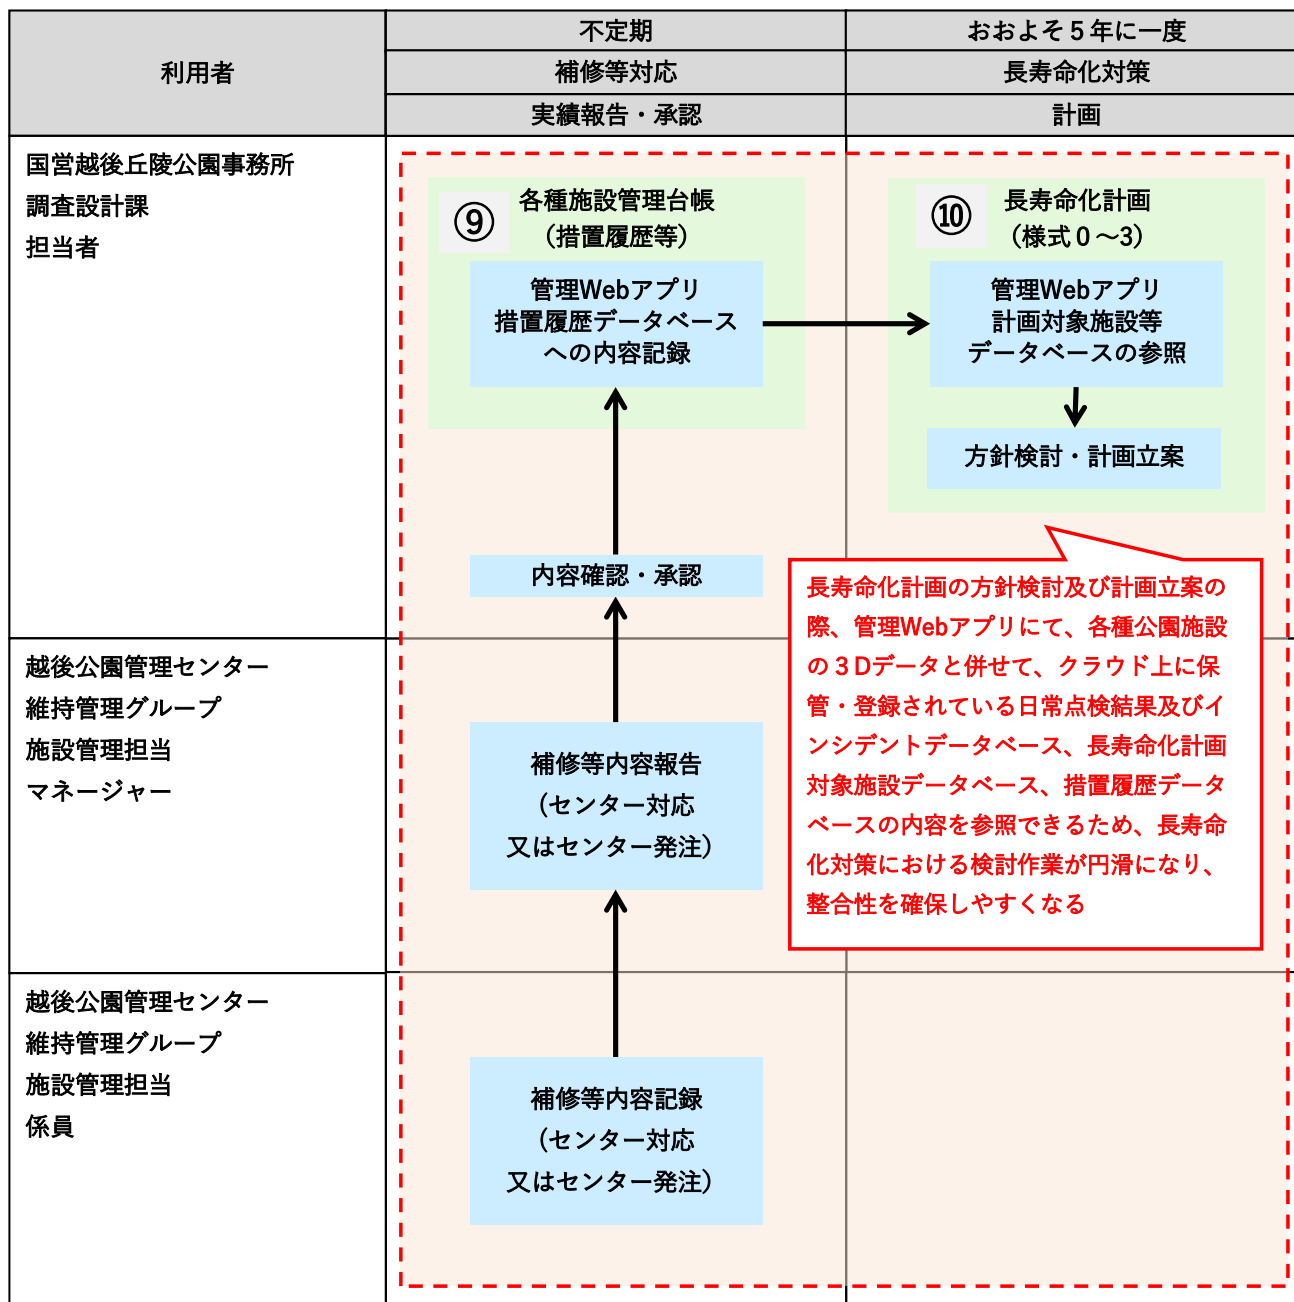 利用者
不定期
おおよそ５年に一度
補修等対応
長寿命化対策
実績報告・承認
計画
国営越後丘陵公園事務所
調査設計課
担当者
⑨
各種施設管理台帳
（措置履歴等）
管理Webアプリ
措置履歴データベース
への内容記録
内容確認・承認
⑩
長寿命化計画
（様式０～3）
管理Webアプリ
計画対象施設等
データベースの参照
方針検討・計画立案
長寿命化計画の方針検討及び計画立案の
際、管理Webアプリにて、各種公園施設
の３Dデータと併せて、クラウド上に保
管・登録されている日常点検結果及びイ
ンシデントデータベース、長寿命化計画
対象施設データベース、措置履歴データ
ベースの内容を参照できるため、長寿命
化対策における検討作業が円滑になり、
整合性を確保しやすくなる
越後公園管理センター
維持管理グループ
施設管理担当
マネージャー
補修等内容報告
（センター対応
又はセンター発注）
越後公園管理センター
維持管理グループ
施設管理担当
係員
補修等内容記録
（センター対応
又はセンター発注）